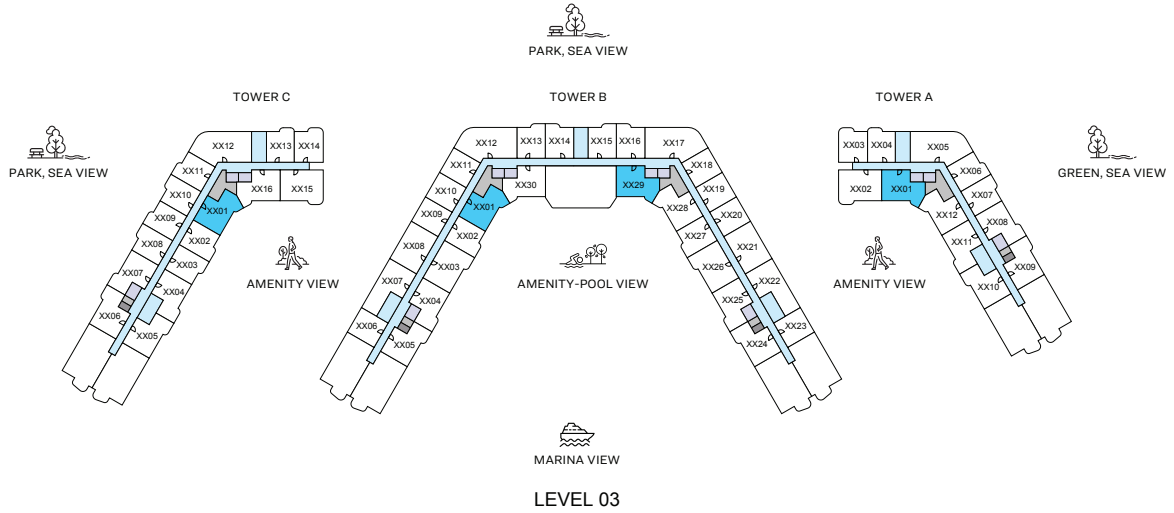 PARK, SEA VIEW
TOWER C
TOWER B
TOWER A
PARK, SEA VIEW
GREEN, SEA VIEW
XX12
XX13
XX14
XX11
XX16
XX15
XX10
XX01
XX09
XX02
XX08
XX03
XX07
XX04
XX06
XX05
XX12
XX13
XX14
XX15
XX16
XX17
XX11
XX30
XX29
XX18
XX10
XX01
XX28
XX19
XX09
XX02
XX27
XX20
XX08
XX03
XX26
XX21
XX07
XX04
XX25
XX22
XX06
XX05
XX24
XX23
XX03
XX04
XX05
XX02
XX01
XX06
XX12
XX07
XX11
XX08
XX10
XX09
AMENITY VIEW
AMENITY-POOL VIEW
AMENITY VIEW
MARINA VIEW
LEVEL 03